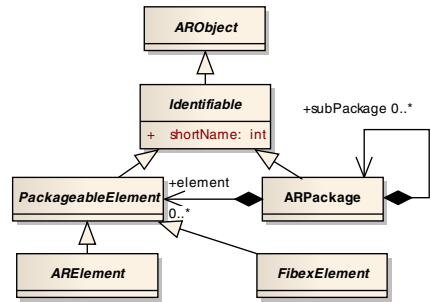 ARObject
Identifiable
+ shortName: int
+subPackage 0..*
PackageableElement
+element
0..*
ARPackage
ARElement
FibexElement